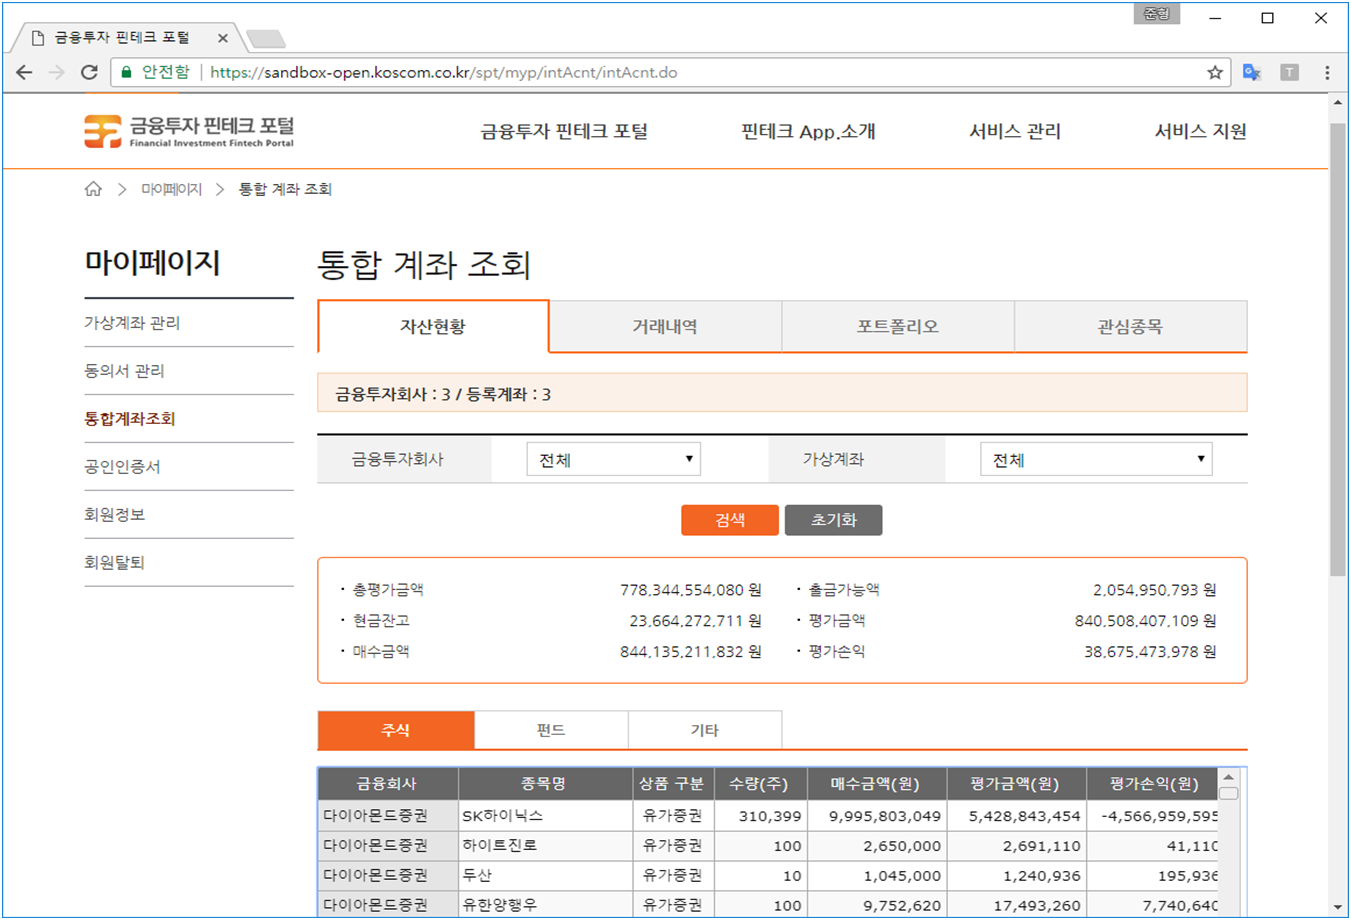 준형
금융투자 핀테크 포털
안전함 https://sandbox-open.koscom.co.kr/spt/myp/intAcnt/intAcnt.do
T
금융투자 핀테크 포털
Financial Investment Fintech Portal
금융투자 핀테크 포털 핀테크 App.소개 서비스 관리 서비스 지원
마이페이지 > 통합 계좌 조회
마이페이지
가상계좌 관리
동의서 관리
통합계좌조회
공인인증서
회원정보
회원탈퇴
통합 계좌 조회
자산현황 거래내역 포트폴리오 관심종목
금융투자회사 : 3 / 등록계좌 : 3
금융투자회사 전체 가상계좌 전체
검색 초기화
· 총평가금액 778,344,554,080 원 · 출금가능액 2,054,950,793 원
· 현금잔고 23,664,272,711 원 · 평가금액 840,508,407,109 원
· 매수금액 844,135,211,832 원 · 평가손익 38,675,473,978 원
주식 펀드 기타
금융회사 종목명 상품 구분 수량(주) 매수금액(원) 평가금액(원) 평가손익(원)
다이아몬드증권 SK하이닉스 유가증권 310,399 9,995,803,049 5,428,843,454 -4,566,959,595
다이아몬드증권 하이트진로 유가증권 100 2,650,000 2,691,110 41,110
다이아몬드증권 두산 유가증권 10 1,045,000 1,240,936 195,936
다이아몬드증권 유한양행우 유가증권 100 9,752,620 17,493,260 7,740,640